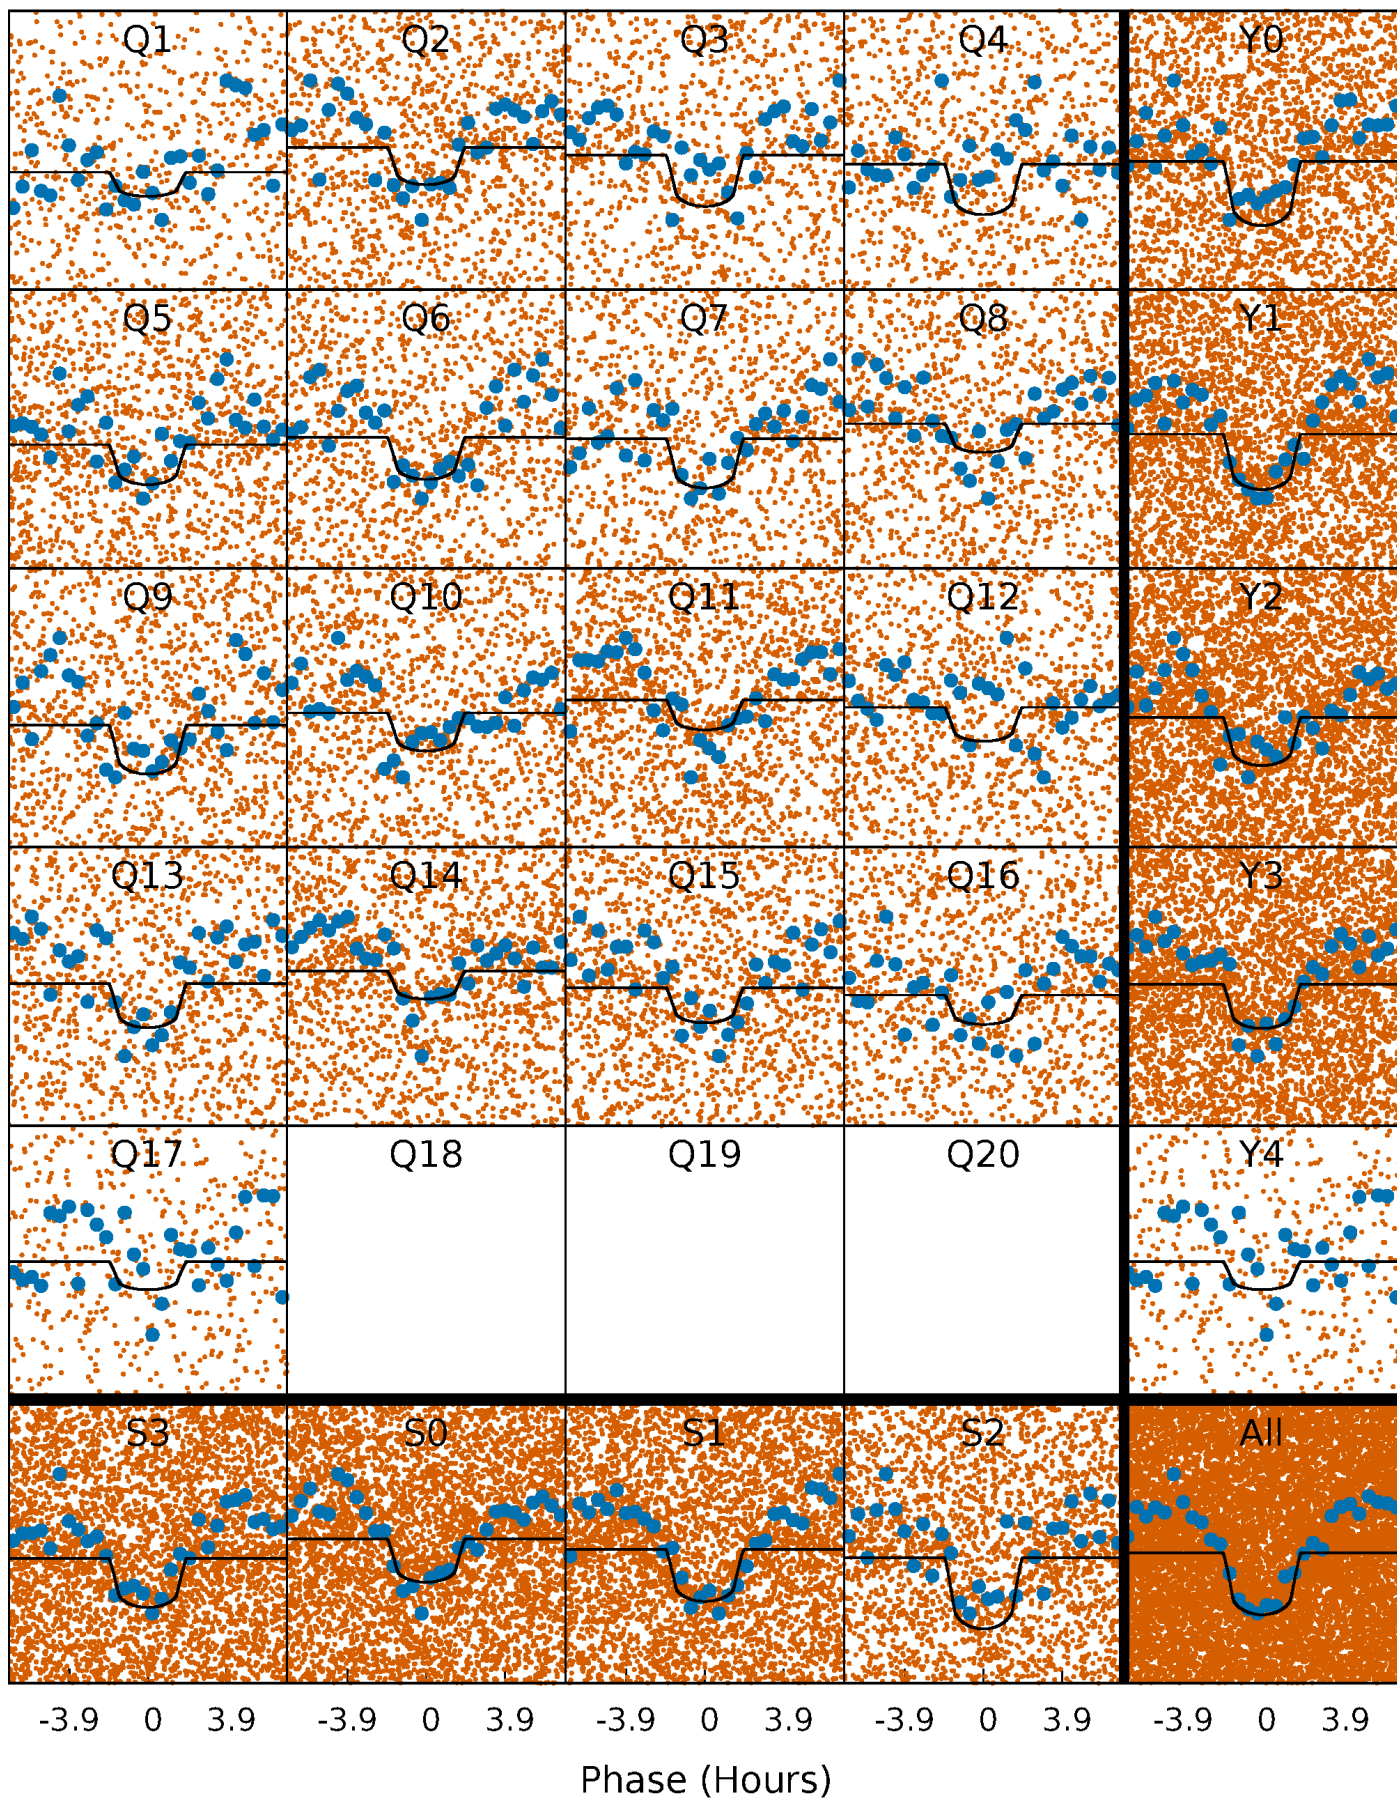 Q1 Q2 Q3 Q4 Y0
Q5 Q6 Q7 Q8 Y1
Q9 Q10 Q11 Q12 Y2
Q13 Q14 Q15 Q16 Y3
Q17 Q18 Q19 Q20 Y4
S3 S0 S1 S2 All
-3.9 0 3.9 -3.9 0 3.9 -3.9 0 3.9 -3.9 0 3.9 -3.9 0 3.9
Phase (Hours)